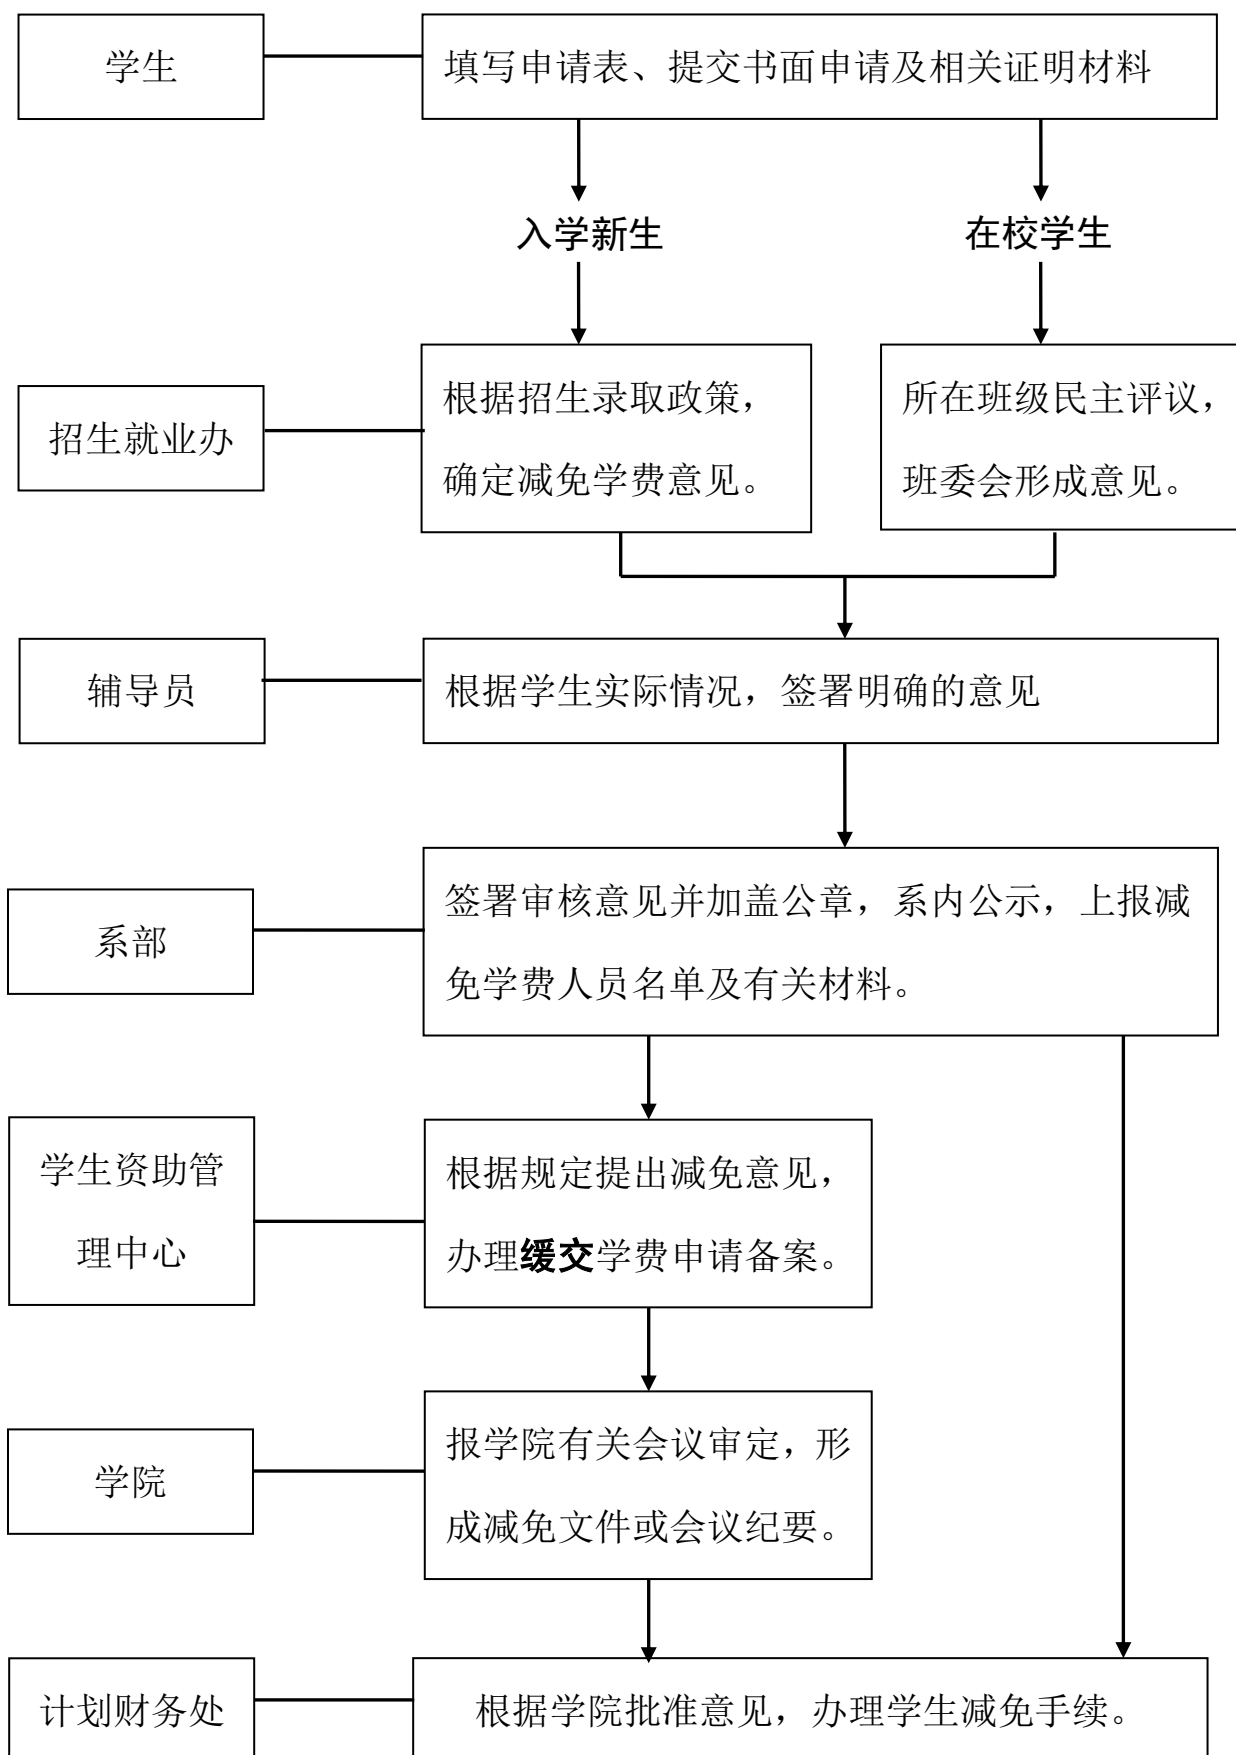 学生
填写申请表、提交书面申请及相关证明材料
入学新生
在校学生
招生就业办
根据招生录取政策，
确定减免学费意见。
所在班级民主评议，
班委会形成意见。
辅导员
根据学生实际情况，签署明确的意见
系部
签署审核意见并加盖公章，系内公示，上报减
免学费人员名单及有关材料。
学生资助管
理中心
根据规定提出减免意见，
办理缓交学费申请备案。
学院
报学院有关会议审定，形
成减免文件或会议纪要。
计划财务处
根据学院批准意见，办理学生减免手续。